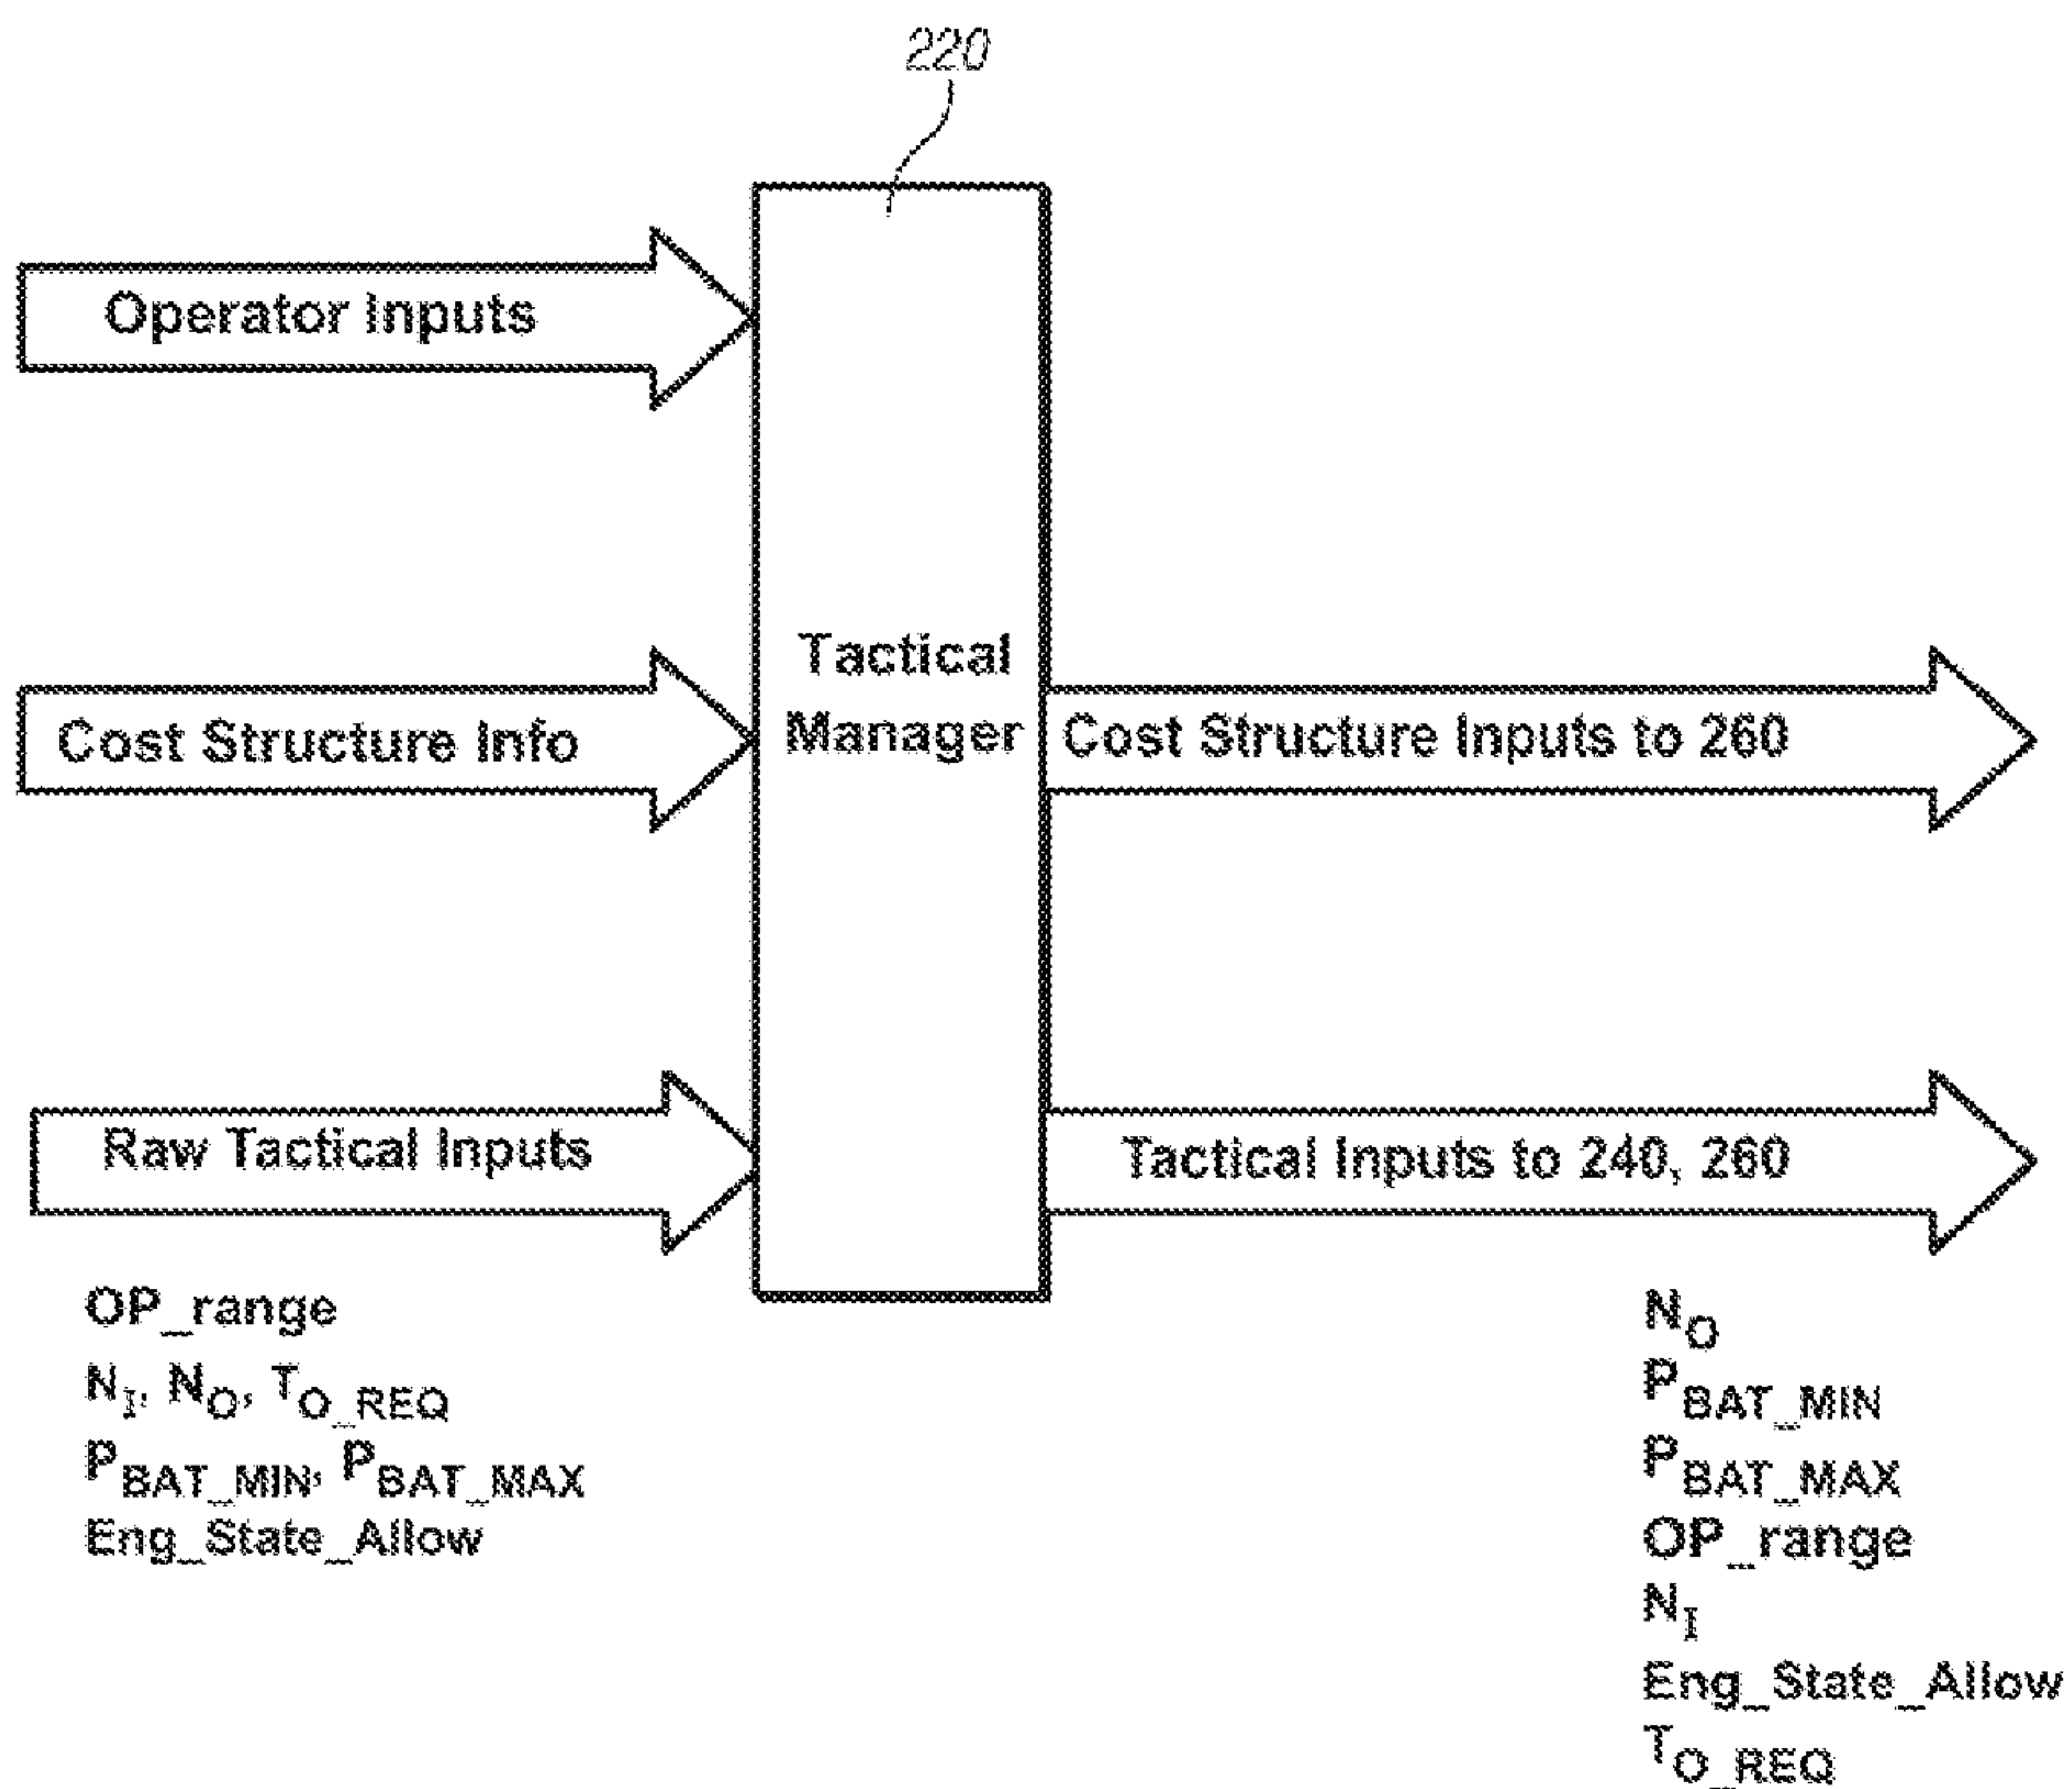 220
Operator Inputs
Tactical
Manager
Cost Structure Info
Cost Structure Inputs to 260
Raw Tactical Inputs
Tactical Inputs to 240, 260
OP_range
N_I, N_O, T_O_REQ
P_BAT_MIN, P_BAT_MAX
Eng_State_Allow
N_O
P_BAT_MIN
P_BAT_MAX
OP_range
N_I
Eng_State_Allow
T_O_REQ